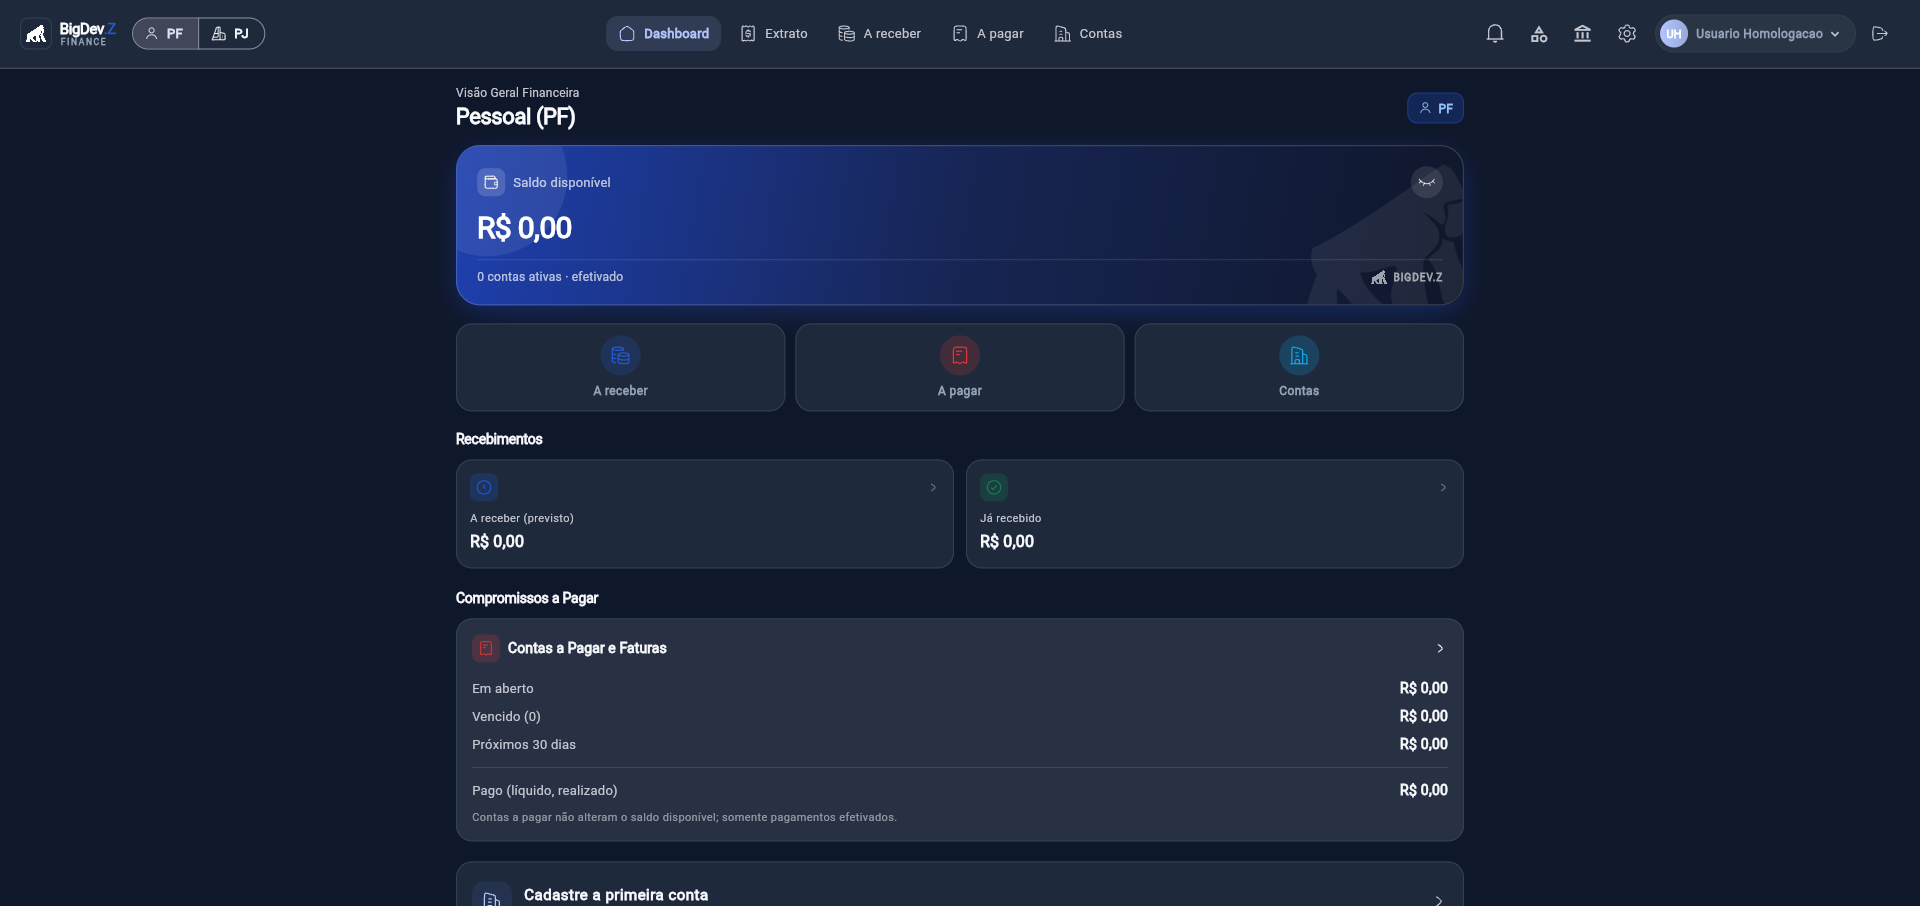 BigDev.Z
FINANCE
PF
PJ
Dashboard
Extrato
A receber
A pagar
Contas
UH
Usuario Homologacao
Visão Geral Financeira
Pessoal (PF)
PF
Saldo disponível
R$ 0,00
0 contas ativas · efetivado
BIGDEV.Z
A receber
A pagar
Contas
Recebimentos
A receber (previsto)
R$ 0,00
Já recebido
R$ 0,00
Compromissos a Pagar
Contas a Pagar e Faturas
Em aberto R$ 0,00
Vencido (0) R$ 0,00
Próximos 30 dias R$ 0,00
Pago (líquido, realizado) R$ 0,00
Contas a pagar não alteram o saldo disponível; somente pagamentos efetivados.
Cadastre a primeira conta